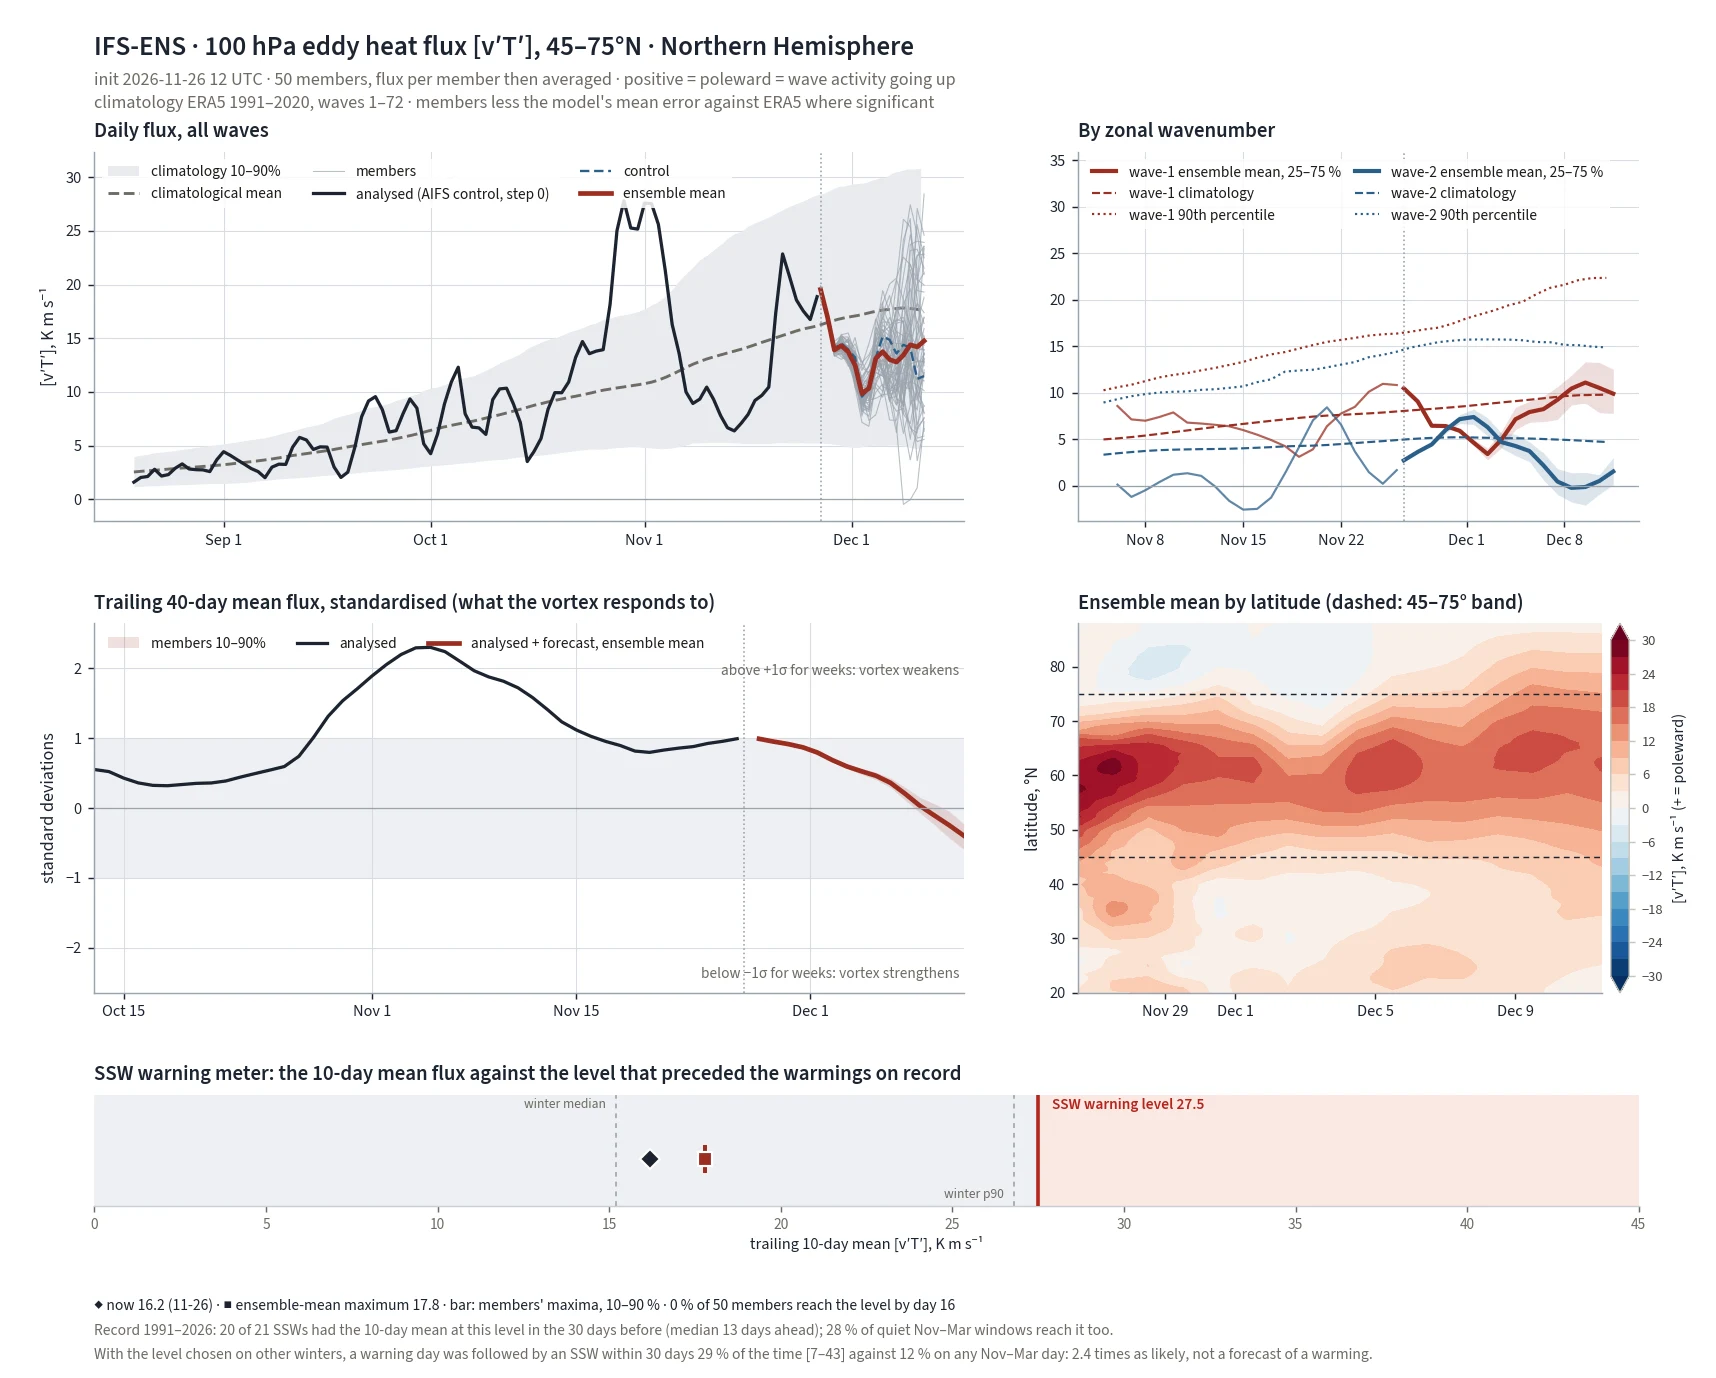 IFS-ENS · 100 hPa eddy heat flux [v′T′], 45–75°N · Northern Hemisphere
init 2026-11-26 12 UTC · 50 members, flux per member then averaged · positive = poleward = wave activity going up
climatology ERA5 1991–2020, waves 1–72 · members less the model's mean error against ERA5 where significant
Daily flux, all waves
climatology 10–90%
members
control
climatological mean
analysed (AIFS control, step 0)
ensemble mean
30
25
20
15
10
5
0
[v′T′], K m s⁻¹
Sep 1
Oct 1
Nov 1
Dec 1
By zonal wavenumber
wave-1 ensemble mean, 25–75 %
wave-2 ensemble mean, 25–75 %
wave-1 climatology
wave-2 climatology
wave-1 90th percentile
wave-2 90th percentile
35
30
25
20
15
10
5
0
Nov 8
Nov 15
Nov 22
Dec 1
Dec 8
Trailing 40-day mean flux, standardised (what the vortex responds to)
members 10–90%
analysed
analysed + forecast, ensemble mean
above +1σ for weeks: vortex weakens
below −1σ for weeks: vortex strengthens
2
1
0
−1
−2
standard deviations
Oct 15
Nov 1
Nov 15
Dec 1
Ensemble mean by latitude (dashed: 45–75° band)
80
70
60
50
40
30
20
latitude, °N
Nov 29
Dec 1
Dec 5
Dec 9
30
24
18
12
6
0
−6
−12
−18
−24
−30
[v′T′], K m s⁻¹ (+ = poleward)
SSW warning meter: the 10-day mean flux against the level that preceded the warmings on record
winter median
SSW warning level 27.5
winter p90
0
5
10
15
20
25
30
35
40
45
trailing 10-day mean [v′T′], K m s⁻¹
◆ now 16.2 (11-26) · ■ ensemble-mean maximum 17.8 · bar: members' maxima, 10–90 % · 0 % of 50 members reach the level by day 16
Record 1991–2026: 20 of 21 SSWs had the 10-day mean at this level in the 30 days before (median 13 days ahead); 28 % of quiet Nov–Mar windows reach it too.
With the level chosen on other winters, a warning day was followed by an SSW within 30 days 29 % of the time [7–43] against 12 % on any Nov–Mar day: 2.4 times as likely, not a forecast of a warming.